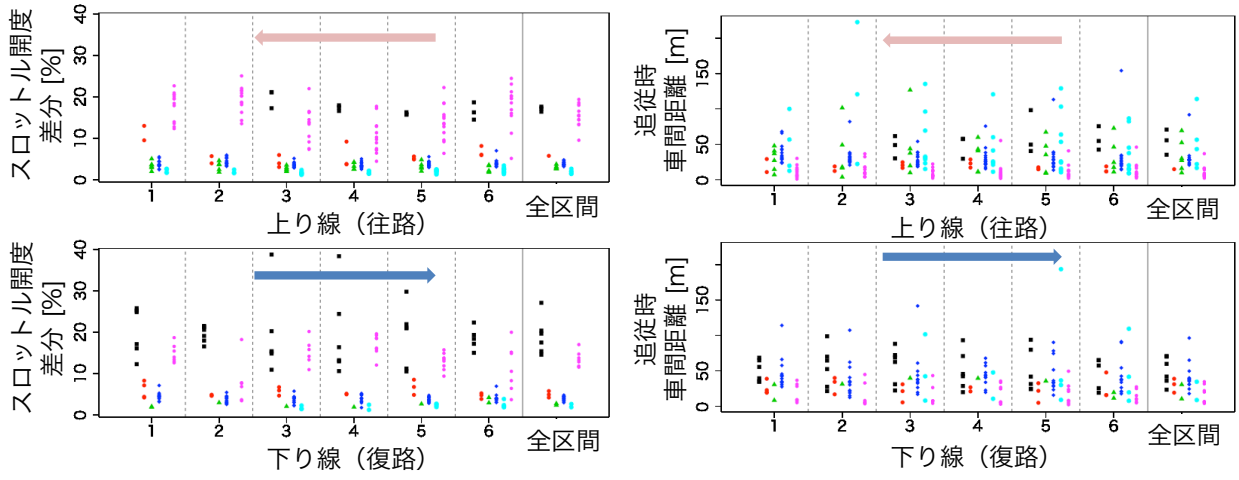 スロットル開度
差分 [%]
40
30
20
10
0
1 2 3 4 5 6 全区間
上り線（往路）
追従時
車間距離 [m]
150
50
0
1 2 3 4 5 6 全区間
上り線（往路）
スロットル開度
差分 [%]
40
30
20
10
0
1 2 3 4 5 6 全区間
下り線（復路）
追従時
車間距離 [m]
150
50
0
1 2 3 4 5 6 全区間
下り線（復路）